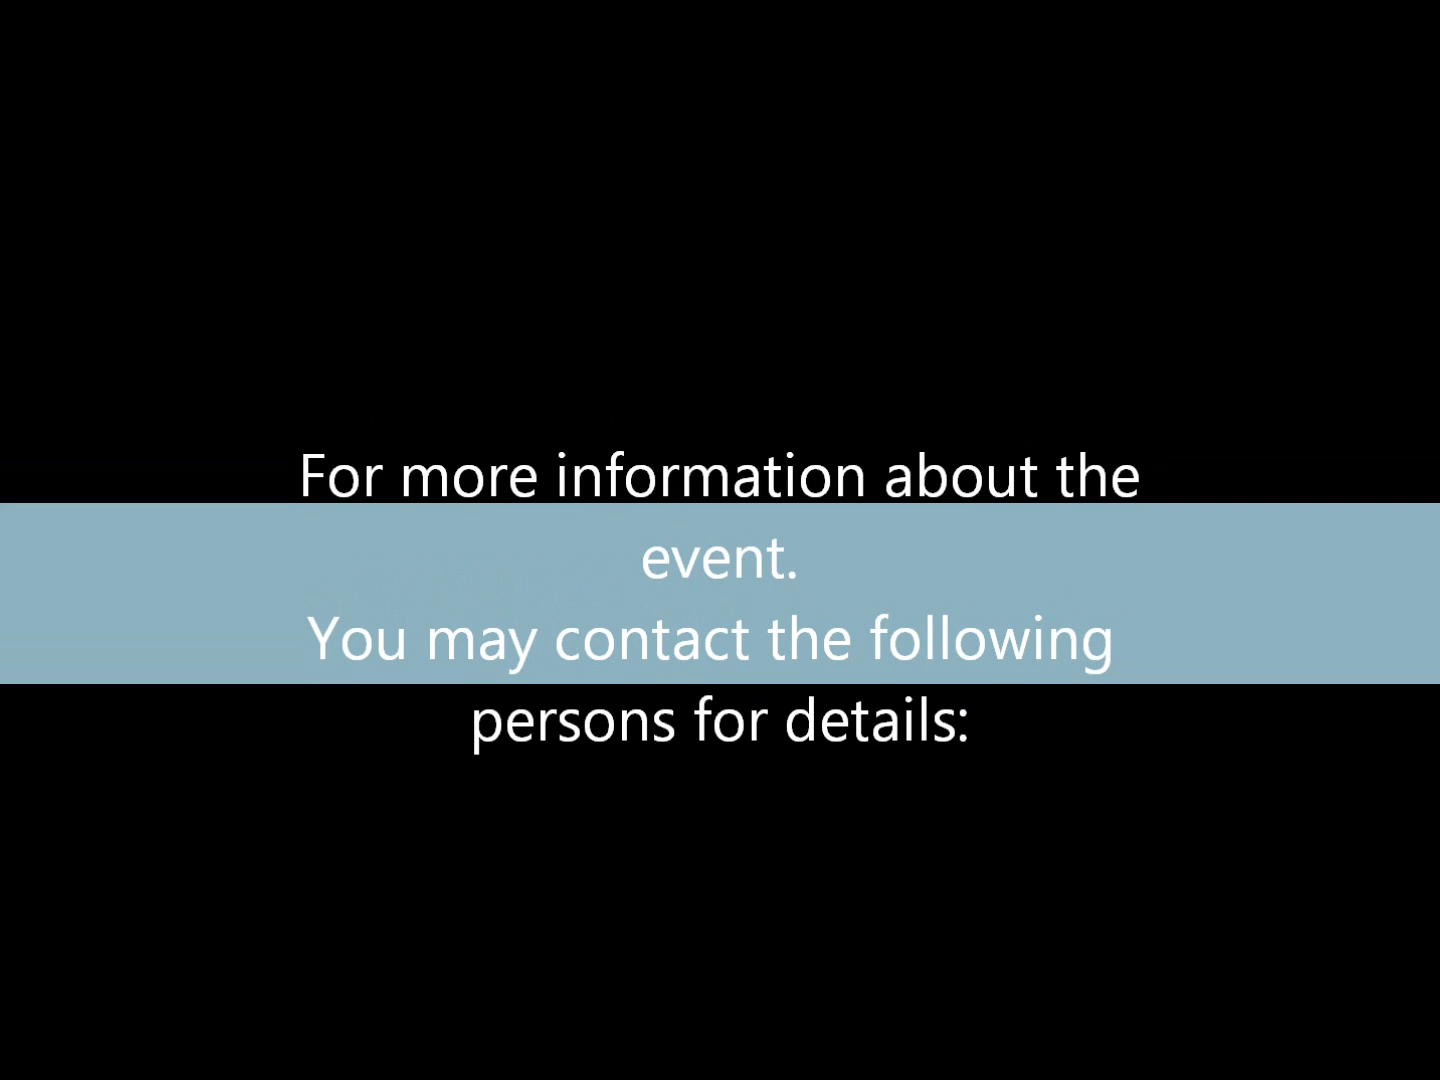 For more information about the
event.
You may contact the following
persons for details: